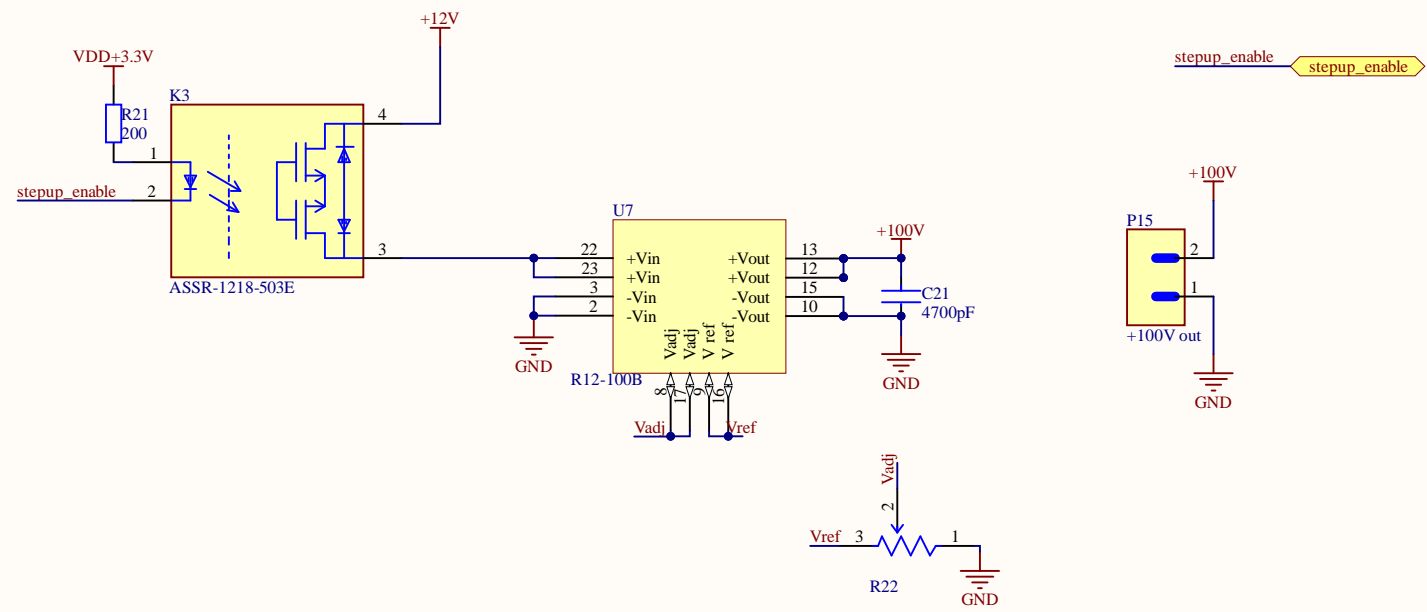 +12V
VDD+3.3V
stepup_enable
stepup_enable
K3
R21
200
4
1
stepup_enable
2
+100V
P15
2
U7
+100V
3
22
+Vin
+Vout
13
23
+Vin
+Vout
12
ASSR-1218-503E
3
-Vin
-Vout
15
C21
1
2
-Vin
-Vout
10
4700pF
+100V out
Vadj
Vadj
V ref
V ref
GND
R12-100B
GND
8
17
9
16
GND
Vadj
Vref
Vadj
2
Vref
3
1
R22
GND